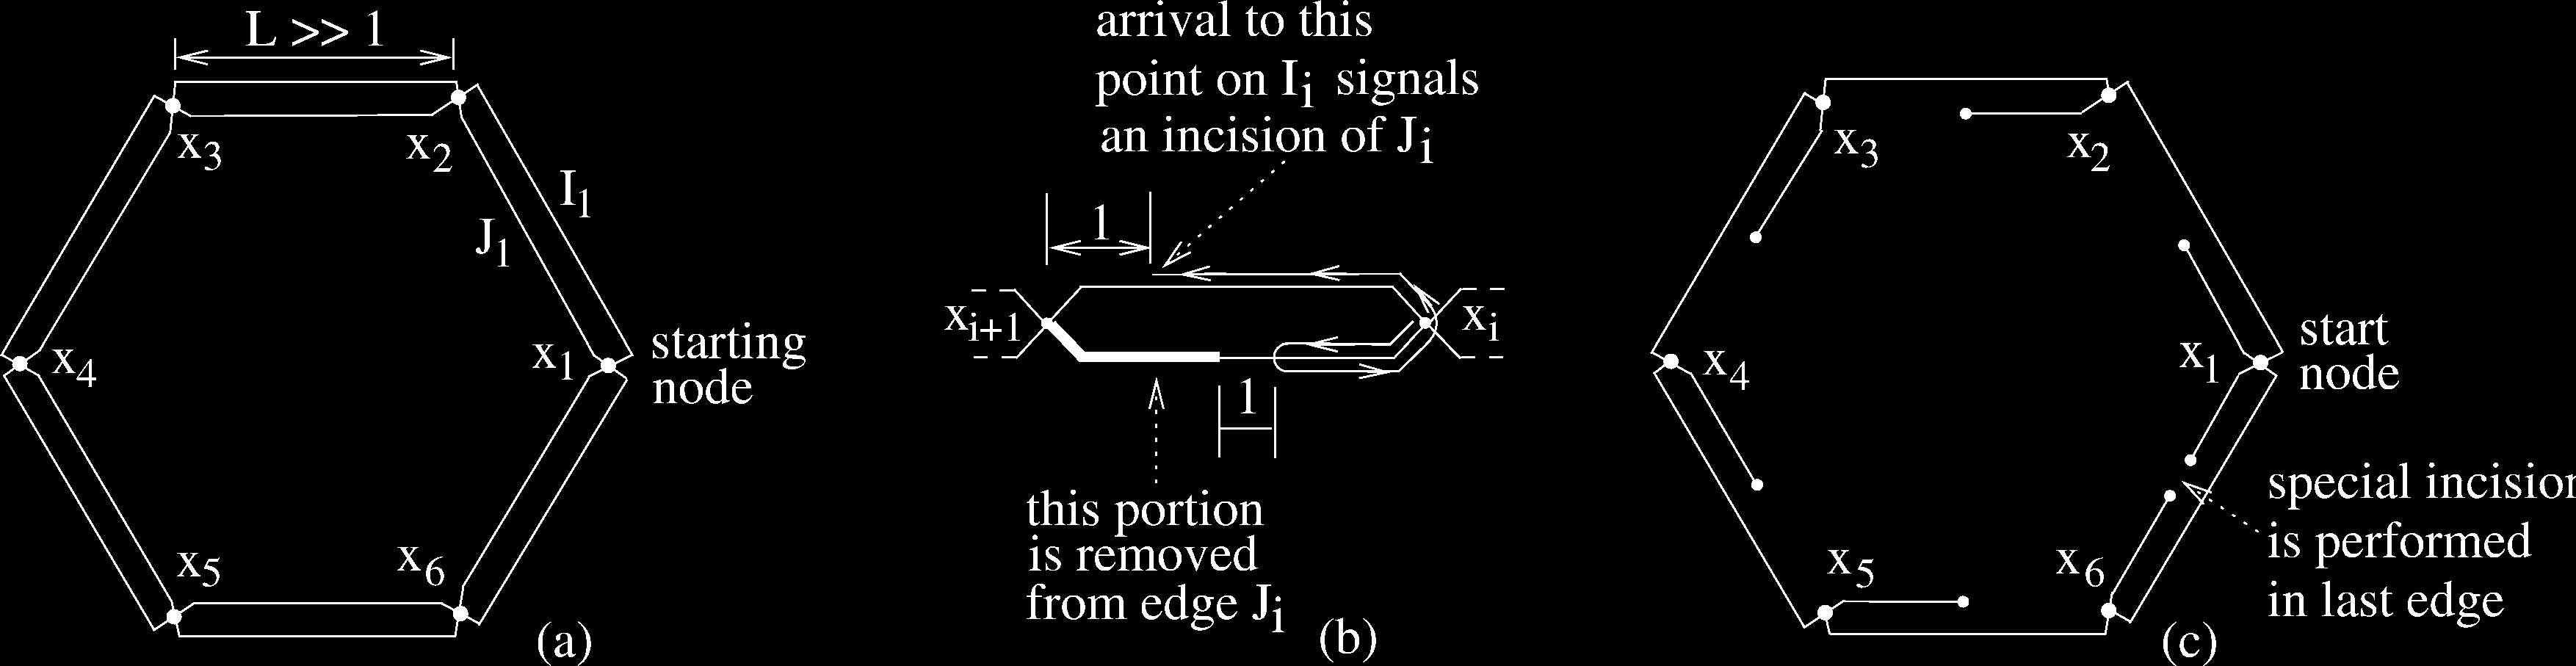 L >> 1
x3
x2
I1
J1
x4
x1
starting
node
x5
x6
(a)
arrival to this
point on Ii signals
an incision of Ji
1
xi+1
xi
1
this portion
is removed
from edge Ji
(b)
x3
x2
x4
x1
start
node
x5
x6
special incision
is performed
in last edge
(c)